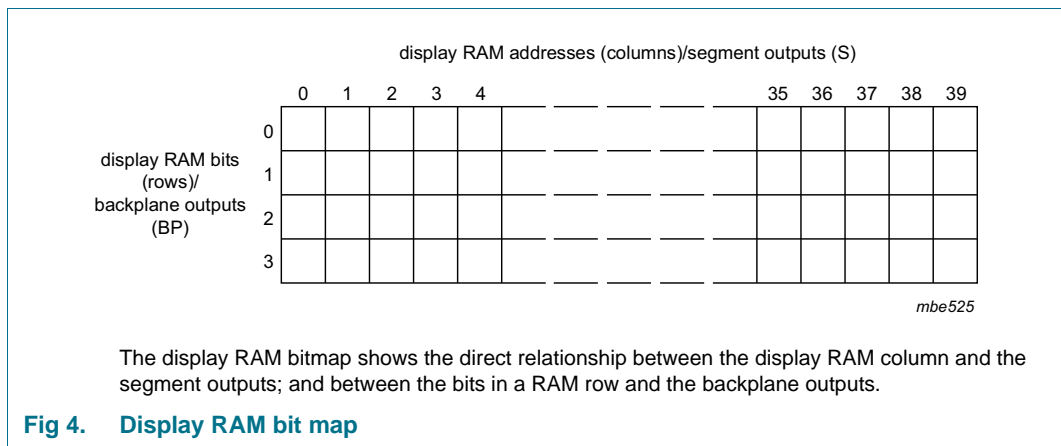 display RAM addresses (columns)/segment outputs (S)
0 1 2 3 4 35 36 37 38 39
0
display RAM bits
(rows)/
backplane outputs
(BP)
1
2
3
mbe525
The display RAM bitmap shows the direct relationship between the display RAM column and the
segment outputs; and between the bits in a RAM row and the backplane outputs.
Fig 4. Display RAM bit map